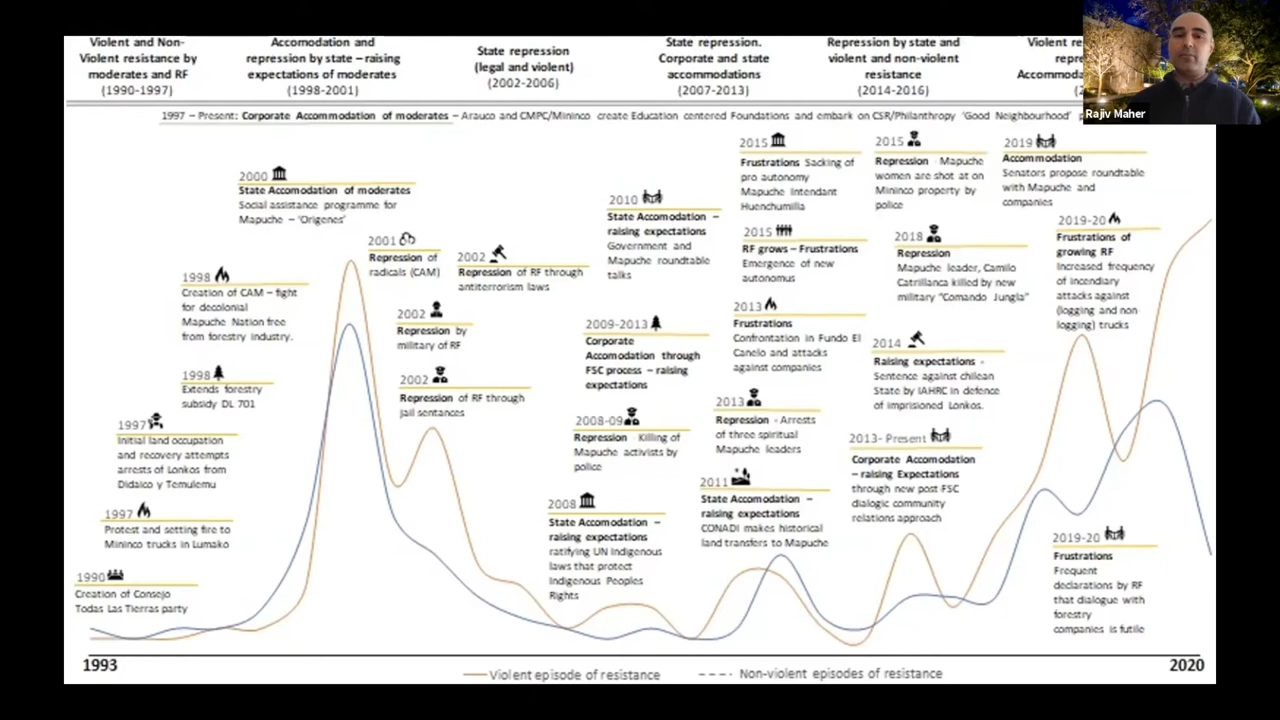 Violent and Non-
Violent resistance by
moderates and RF
(1990-1997)
Accomodation and
repression by state – raising
expectations of moderates
(1998-2001)
State repression
(legal and violent)
(2002-2006)
State repression.
Corporate and state
accommodations
(2007-2013)
Repression by state and
violent and non-violent
resistance
(2014-2016)
Violent re
repre
Accommoda
Rajiv Maher
1997 – Present: Corporate Accommodation of moderates – Arauco and CMPC/Mininco create Education centered Foundations and embark on CSR/Philanthropy 'Good Neighbourhood'
2000
State Accomodation of moderates
Social assistance programme for
Mapuche – 'Origenes'
2001
Repression of
radicals (CAM)
2002
Repression of RF through
antiterrorism laws
1998
Creation of CAM – fight
for decolonial
Mapuche Nation free
from forestry industry.
2002
Repression by
military of RF
1998
Extends forestry
subsidy DL 701
2002
Repression of RF through
jail sentances
1997
Initial land occupation
and recovery attempts
arrests of Lonkos from
Didaico y Temulemu
1997
Protest and setting fire to
Mininco trucks in Lumako
1990
Creation of Consejo
Todas Las Tierras party
2010
State Accomodation –
raising expectations
Government and
Mapuche roundtable
talks
2009-2013
Corporate
Accomodation through
FSC process – raising
expectations
2008-09
Repression Killing of
Mapuche activists by
police
2008
State Accomodation –
raising expectations
ratifying UN Indigenous
laws that protect
Indigenous Peoples
Rights
2015
Frustrations Sacking of
pro autonomy
Mapuche Intendant
Huenchumilla
2015
RF grows – Frustrations
Emergence of new
autonomus
2013
Frustrations
Confrontation in Fundo El
Canelo and attacks
against companies
2013
Repression - Arrests
of three spiritual
Mapuche leaders
2011
State Accomodation –
raising expectations
CONADI makes historical
land transfers to Mapuche
2015
Repression Mapuche
women are shot at on
Mininco property by
police
2018
Repression
Mapuche leader, Camilo
Catrillanca killed by new
military "Comando Jungla"
2014
Raising expectations -
Sentence against chilean
State by IAHRC in defence
of imprisioned Lonkos.
2013- Present
Corporate Accomodation
– raising Expectations
through new post FSC
dialogic community
relations approach
2019
Accommodation
Senators propose roundtable
with Mapuche and
companies
2019-20
Frustrations of
growing RF
Increased frequency
of incendiary
attacks against
(logging and non
logging) trucks
2019-20
Frustrations
Frequent
declarations by RF
that dialogue with
forestry
companies is futile
1993
2020
Violent episode of resistance
Non-violent episodes of resistance